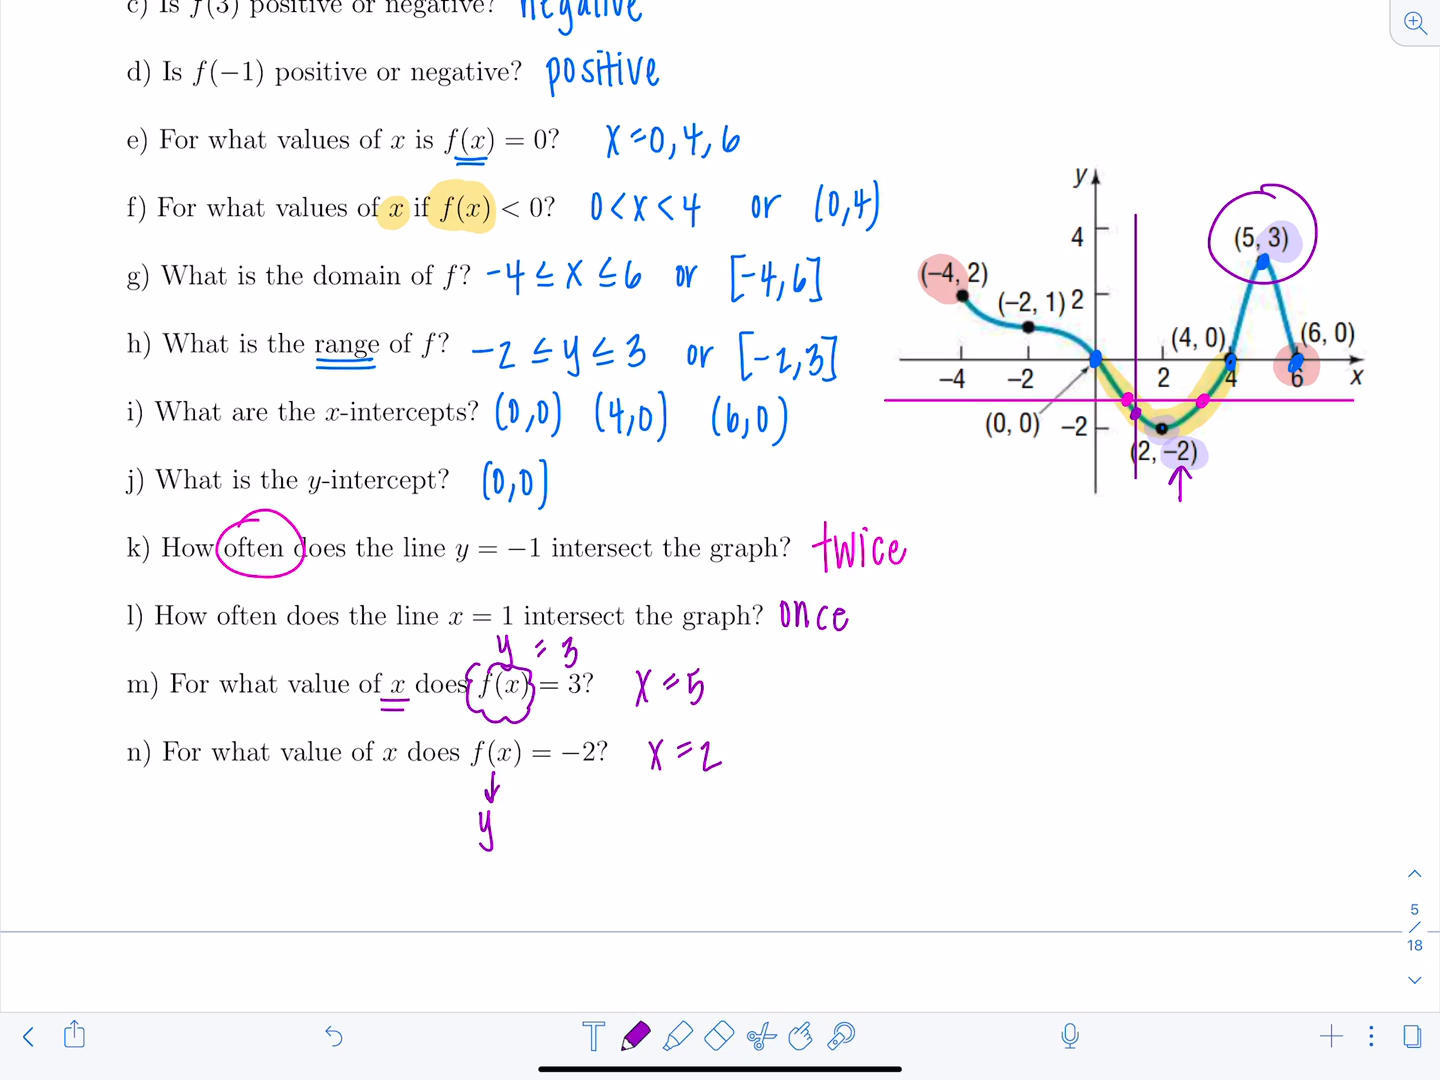 c) Is f(3) positive or negative? negative
d) Is f(−1) positive or negative? positive
e) For what values of x is f(x) = 0? x=0, 4, 6
f) For what values of x if f(x) < 0? 0<x<4 or (0,4)
g) What is the domain of f? -4 ≤ x ≤ 6 or [-4,6]
h) What is the range of f? -2 ≤ y ≤ 3 or [-2,3]
i) What are the x-intercepts? (0,0) (4,0) (6,0)
j) What is the y-intercept? (0,0)
k) How often does the line y = −1 intersect the graph? twice
l) How often does the line x = 1 intersect the graph? once
y = 3
m) For what value of x does f(x) = 3? x=5
n) For what value of x does f(x) = −2? x=2
y
y
4
(5, 3)
(−4, 2)
(−2, 1) 2
(4, 0)
(6, 0)
−4 −2 2 4 6 x
(0, 0) −2
(2, −2)
5
/
18
T